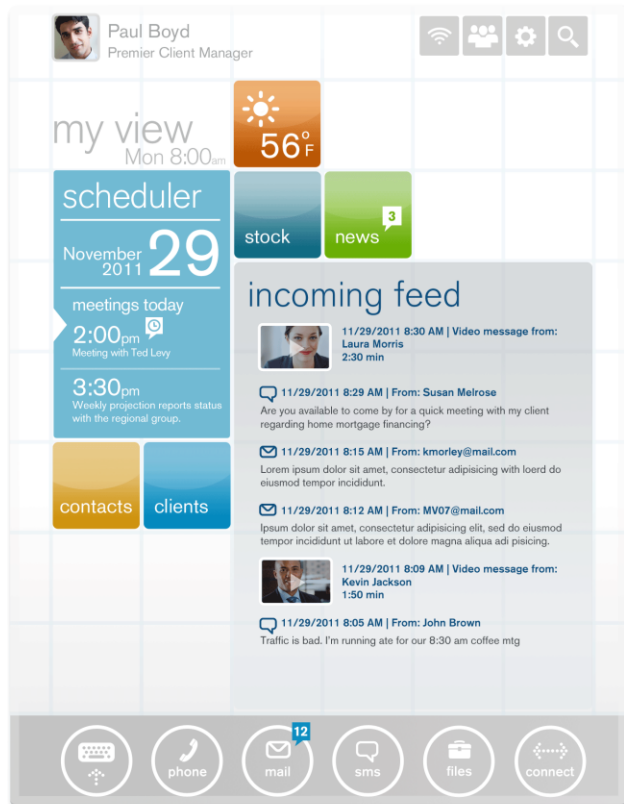 Paul Boyd
Premier Client Manager
my view
Mon 8:00am
56°F
scheduler
November
2011
29
meetings today
2:00pm
Meeting with Ted Levy
3:30pm
Weekly projection reports status
with the regional group.
stock
news
3
incoming feed
11/29/2011 8:30 AM | Video message from:
Laura Morris
2:30 min
11/29/2011 8:29 AM | From: Susan Melrose
Are you available to come by for a quick meeting with my client
regarding home mortgage financing?
11/29/2011 8:15 AM | From: kmorley@mail.com
Lorem ipsum dolor sit amet, consectetur adipisicing with loerd do
eiusmod tempor incididunt.
11/29/2011 8:12 AM | From: MV07@mail.com
Ipsum dolor sit amet, consectetur adipisicing elit, sed do eiusmod
tempor incididunt ut labore et dolore magna aliqua adi pisicing.
11/29/2011 8:09 AM | Video message from:
Kevin Jackson
1:50 min
11/29/2011 8:05 AM | From: John Brown
Traffic is bad. I'm running ate for our 8:30 am coffee mtg
contacts
clients
phone
12
mail
sms
files
connect